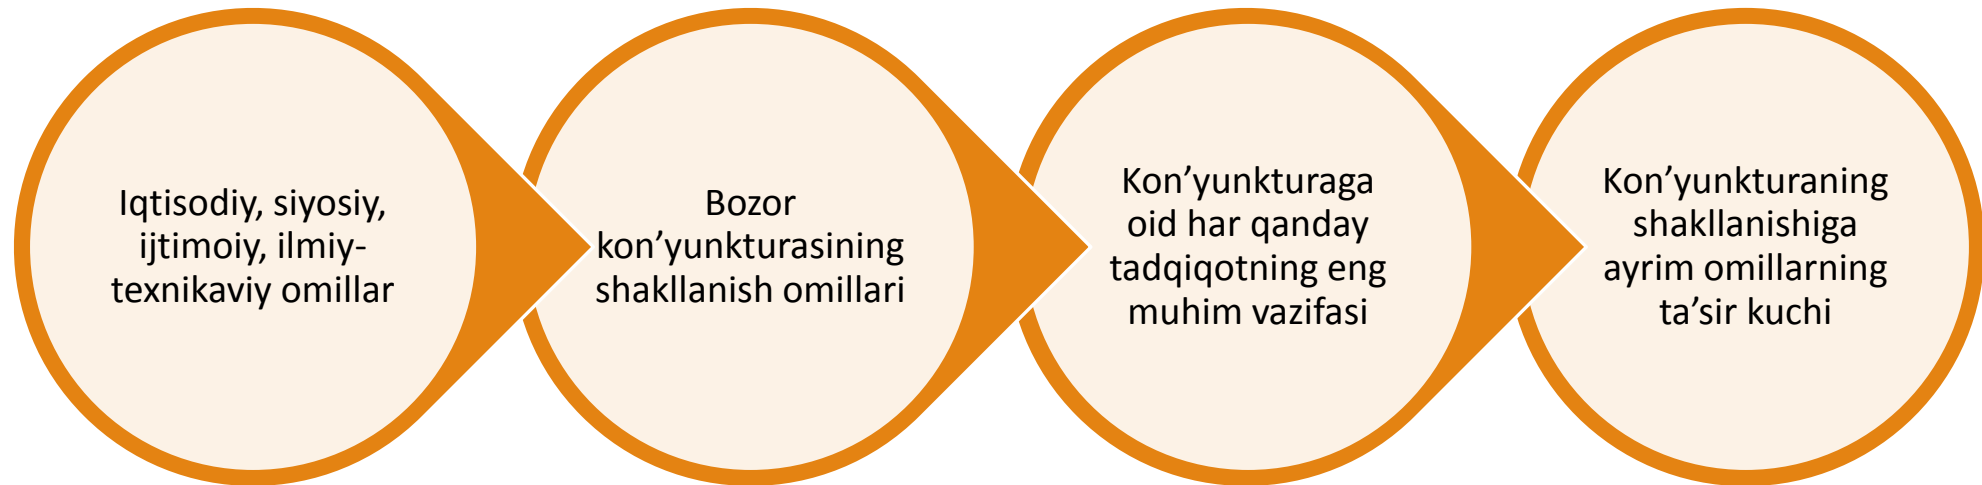 Iqtisodiy, siyosiy,
ijtimoiy, ilmiy-
texnikaviy omillar
Bozor
kon’yunkturasining
shakllanish omillari
Kon’yunkturaga
oid har qanday
tadqiqotning eng
muhim vazifasi
Kon’yunkturaning
shakllanishiga
ayrim omillarning
ta’sir kuchi